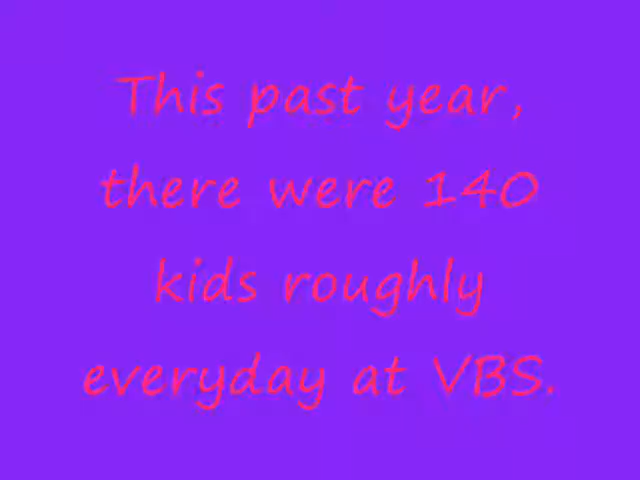 This past year,
there were 140
kids roughly
everyday at VBS.